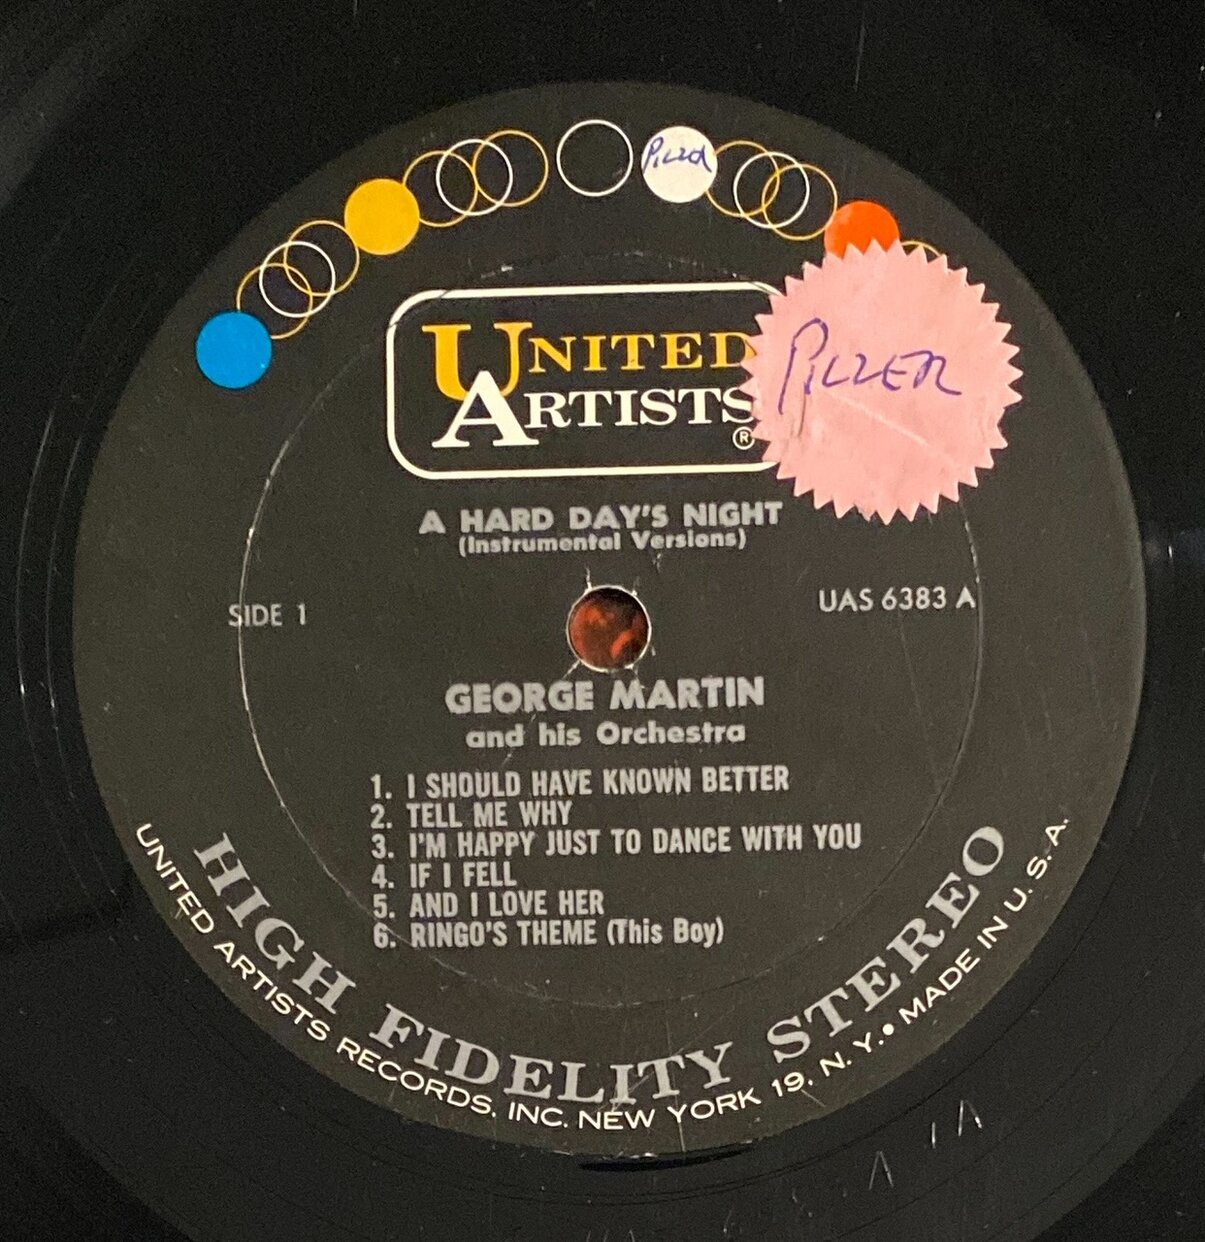 UNITED
ARTISTS
®
A HARD DAY'S NIGHT
(Instrumental Versions)
SIDE 1
UAS 6383 A
GEORGE MARTIN
and his Orchestra
1. I SHOULD HAVE KNOWN BETTER
2. TELL ME WHY
3. I'M HAPPY JUST TO DANCE WITH YOU
4. IF I FELL
5. AND I LOVE HER
6. RINGO'S THEME (This Boy)
HIGH FIDELITY STEREO
UNITED ARTISTS RECORDS, INC. NEW YORK 19, N. Y. • MADE IN U. S. A.